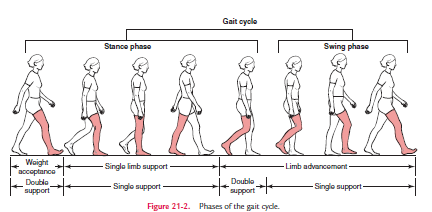 Gait cycle
Stance phase
Swing phase
Weight
acceptance
Single limb support
Limb advancement
Double
support
Single support
Double
support
Single support
Figure 21-2. Phases of the gait cycle.